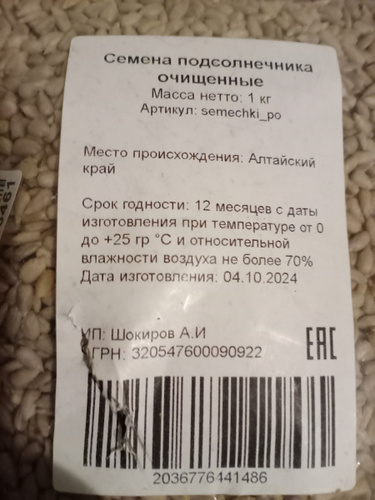 Семена подсолнечника
очищенные
Масса нетто: 1 кг
Артикул: semechki_po
Место происхождения: Алтайский
край
Срок годности: 12 месяцев с даты
изготовления при температуре от 0
до +25 гр °C и относительной
влажности воздуха не более 70%
Дата изготовления: 04.10.2024
ИП: Шокиров А.И
ОГРН: 320547600090922
EAC
2036776441486